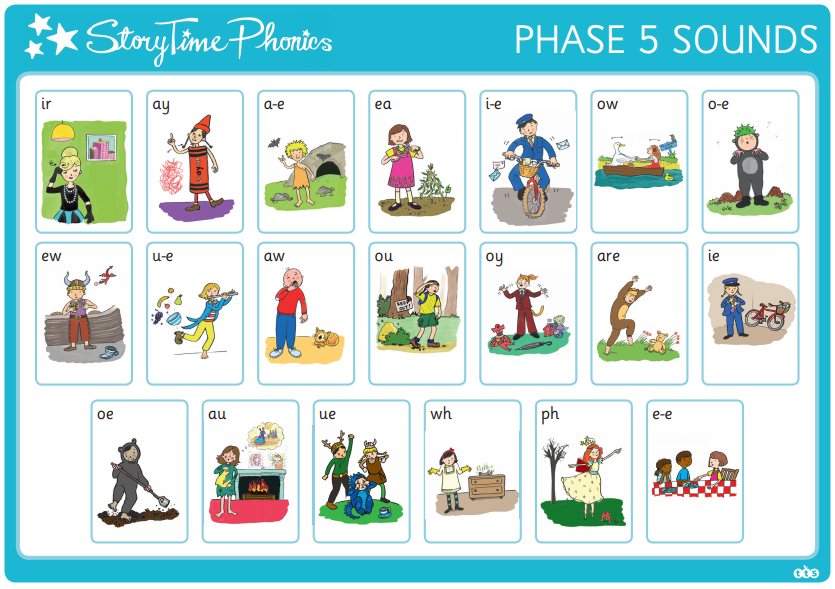 StoryTime Phonics
PHASE 5 SOUNDS
ir
ay
a-e
ea
i-e
ow
o-e
ew
u-e
aw
ou
oy
are
ie
oe
au
ue
wh
ph
e-e
tts